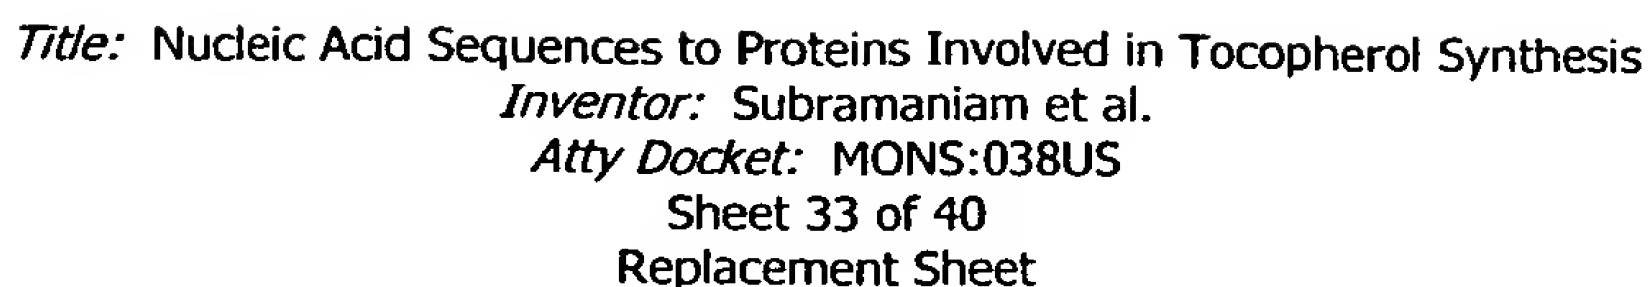 Title: Nucleic Acid Sequences to Proteins Involved in Tocopherol Synthesis
Inventor: Subramaniam et al.
Atty Docket: MONS:038US
Sheet 33 of 40
Replacement Sheet